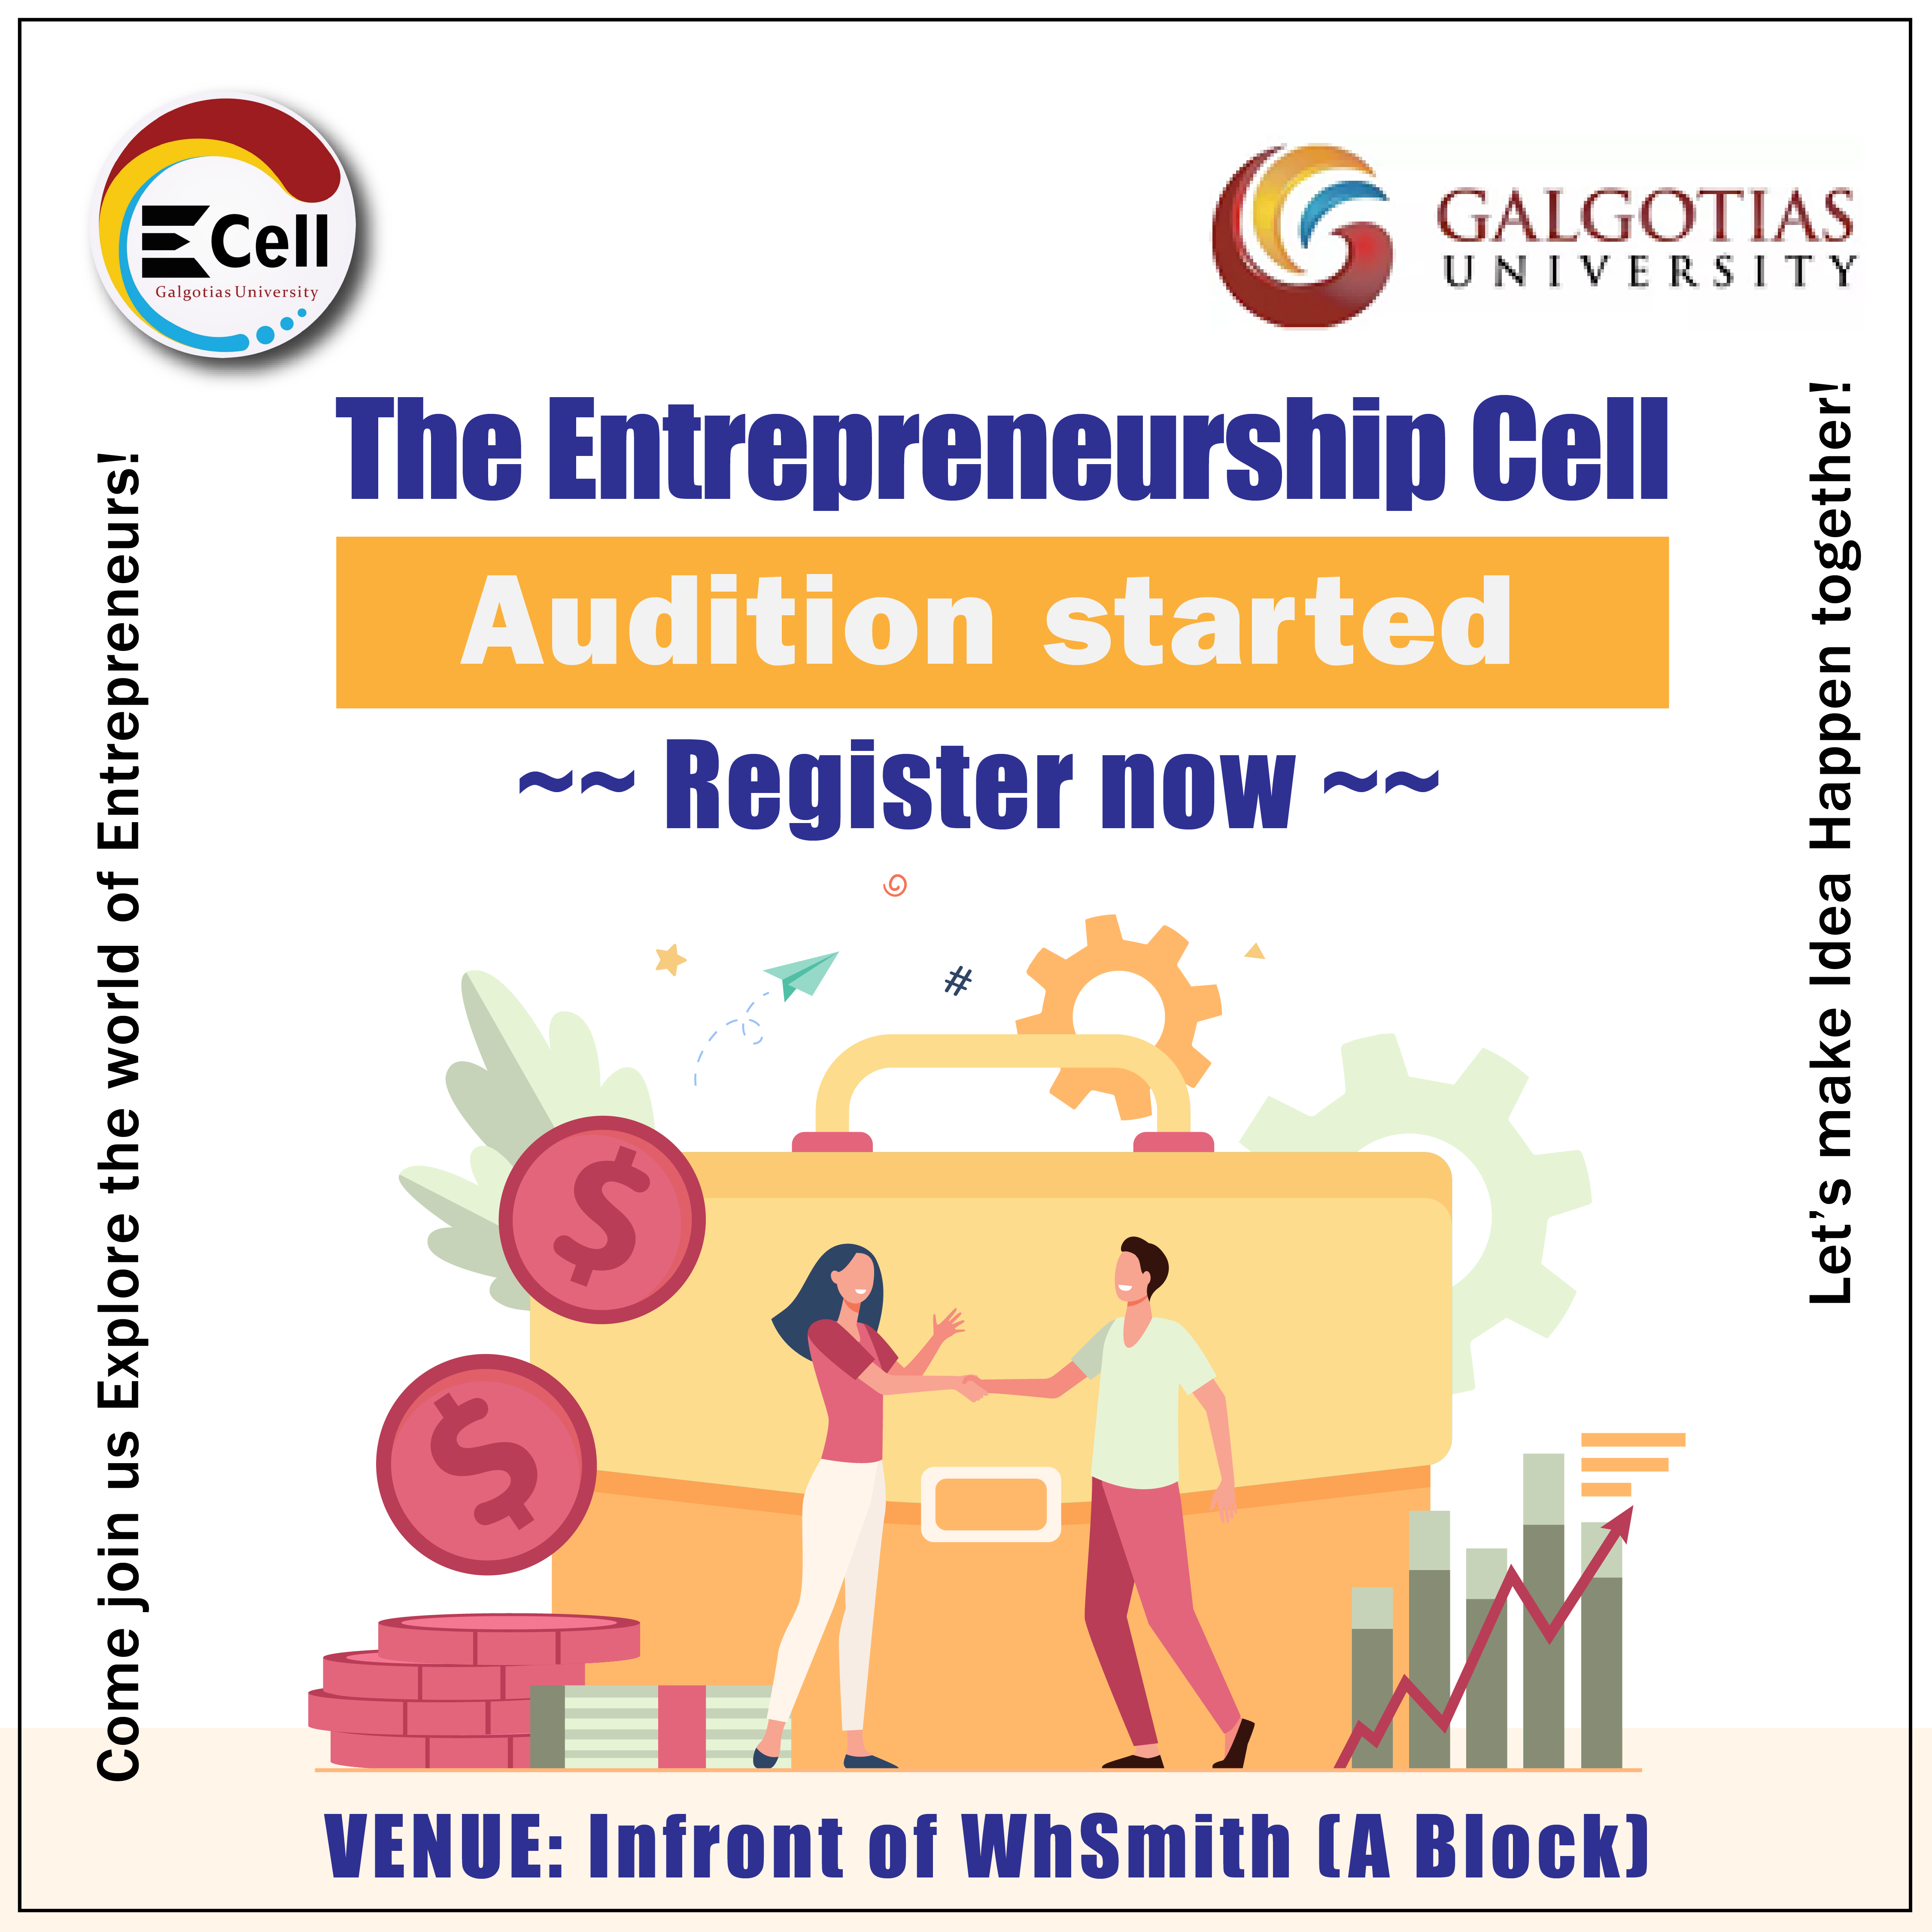 ECell
Galgotias University
GALGOTIAS
UNIVERSITY
The Entrepreneurship Cell
Audition started
~~ Register now ~~
Come join us Explore the world of Entrepreneurs!
Let's make Idea Happen together!
#
$
$
VENUE: Infront of WhSmith (A Block)